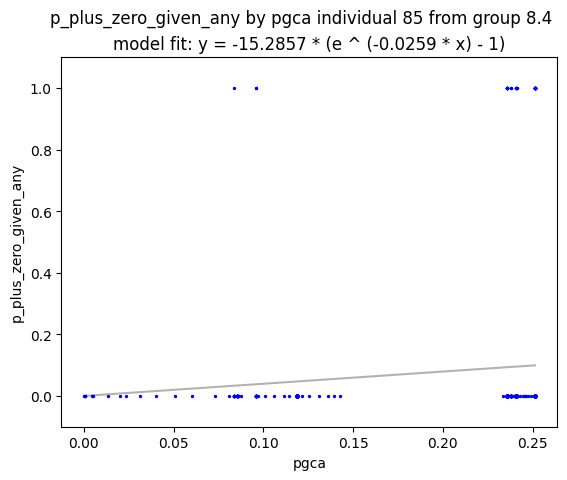 p_plus_zero_given_any by pgca individual 85 from group 8.4
model fit: y = -15.2857 * (e ^ (-0.0259 * x) - 1)
1.0
0.8
0.6
0.4
0.2
0.0
p_plus_zero_given_any
0.00 0.05 0.10 0.15 0.20 0.25
pgca